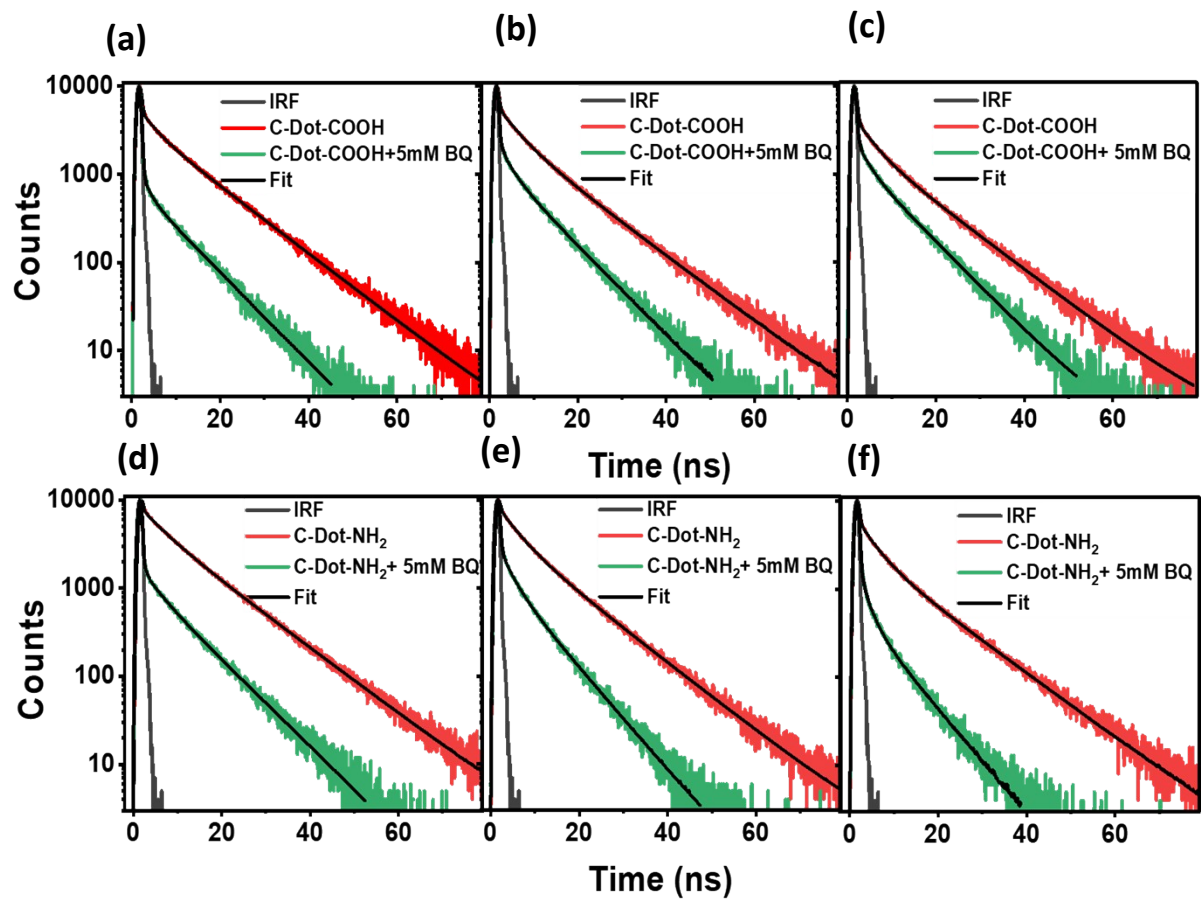 (a)
(b)
(c)
10000
1000
100
10
Counts
IRF
C-Dot-COOH
C-Dot-COOH+5mM BQ
Fit
IRF
C-Dot-COOH
C-Dot-COOH+5mM BQ
Fit
IRF
C-Dot-COOH
C-Dot-COOH+ 5mM BQ
Fit
0 20 40 60
0 20 40 60
0 20 40 60
Time (ns)
(d)
(e)
(f)
10000
1000
100
10
Counts
IRF
C-Dot-NH₂
C-Dot-NH₂+ 5mM BQ
Fit
IRF
C-Dot-NH₂
C-Dot-NH₂+ 5mM BQ
Fit
IRF
C-Dot-NH₂
C-Dot-NH₂+ 5mM BQ
Fit
0 20 40 60
0 20 40 60
0 20 40 60
Time (ns)